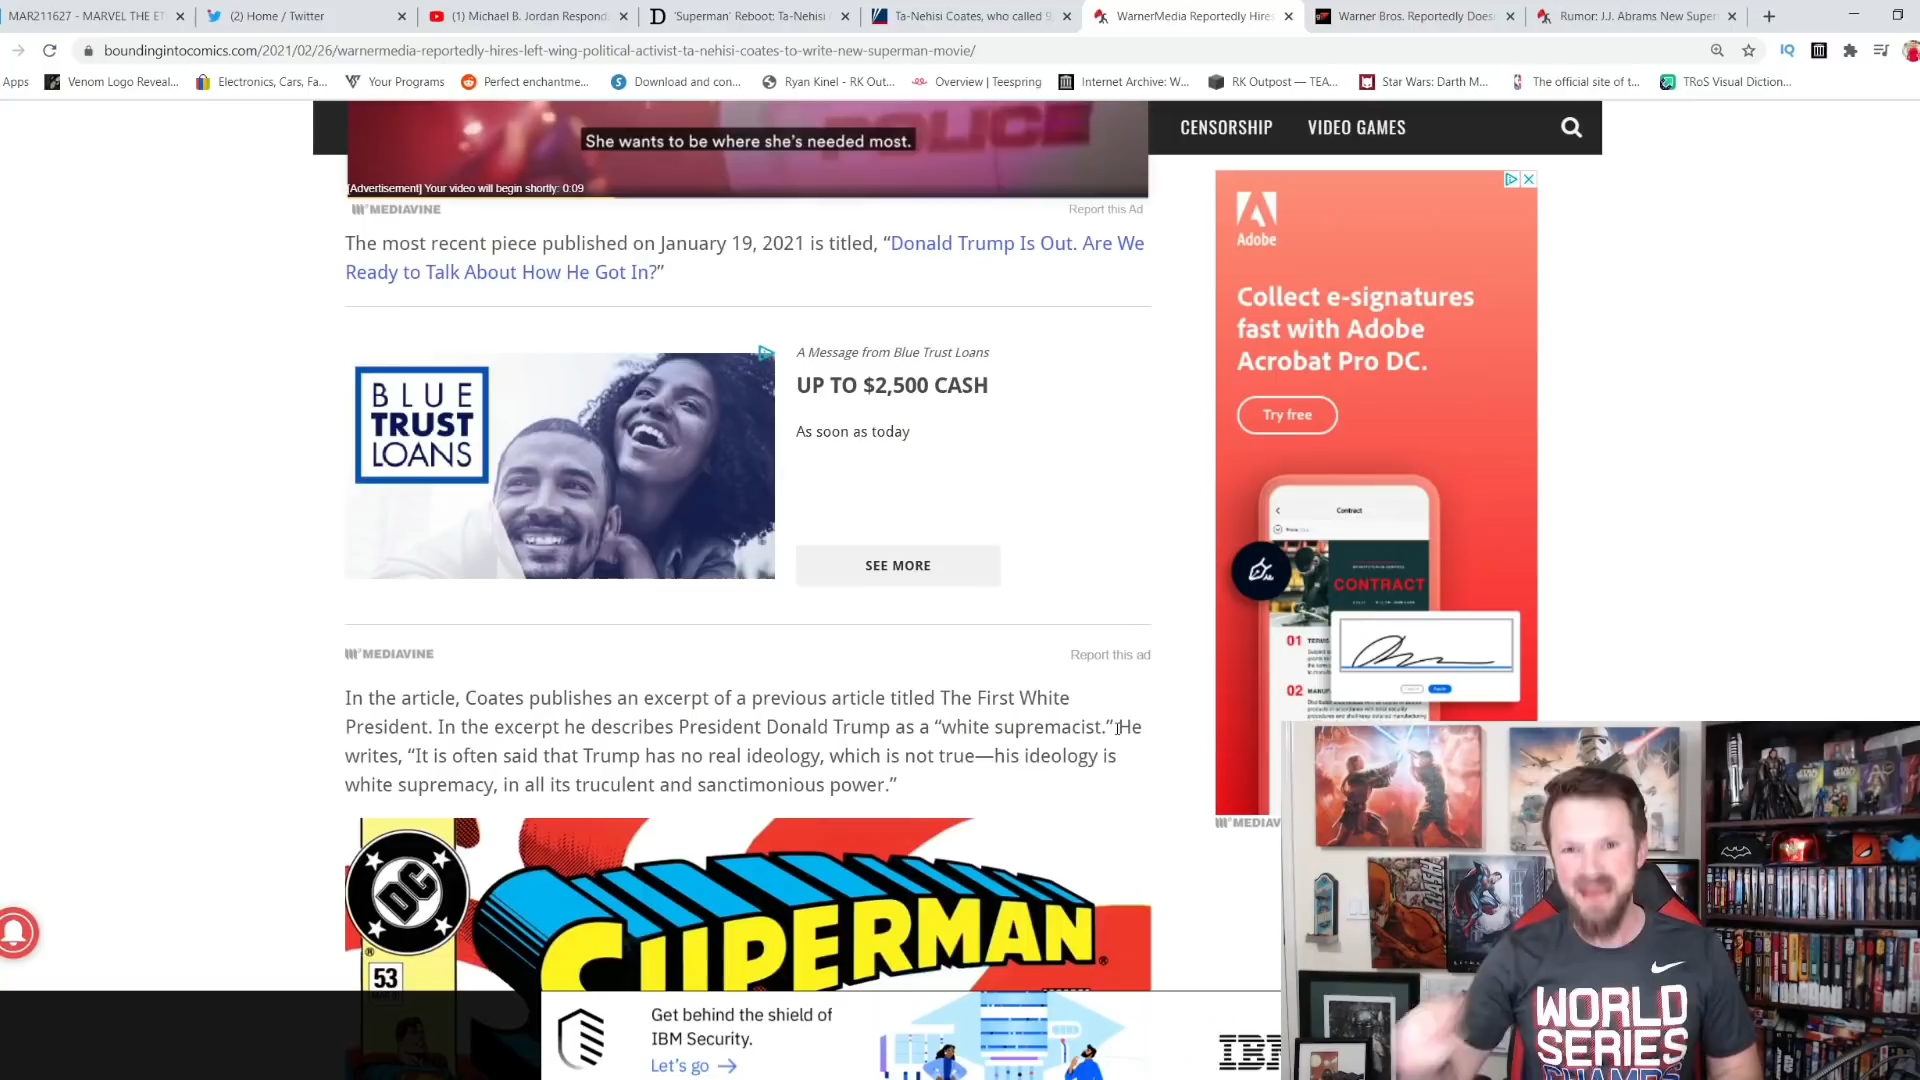 MAR211627 - MARVEL THE ET
(2) Home / Twitter
(1) Michael B. Jordan Respond
'Superman' Reboot: Ta-Nehisi
Ta-Nehisi Coates, who called 9
WarnerMedia Reportedly Hires
Warner Bros. Reportedly Does
Rumor: J.J. Abrams New Super
boundingintocomics.com/2021/02/26/warnermedia-reportedly-hires-left-wing-political-activist-ta-nehisi-coates-to-write-new-superman-movie/
Apps
Venom Logo Reveal...
Electronics, Cars, Fa...
Your Programs
Perfect enchantme...
Download and con...
Ryan Kinel - RK Out...
Overview | Teespring
Internet Archive: W...
RK Outpost — TEA...
Star Wars: Darth M...
The official site of t...
TRoS Visual Diction...
CENSORSHIP
VIDEO GAMES
POLICE
She wants to be where she's needed most.
[Advertisement] Your video will begin shortly: 0:09
MEDIAVINE
Report this Ad
The most recent piece published on January 19, 2021 is titled, “Donald Trump Is Out. Are We
Ready to Talk About How He Got In?”
A Message from Blue Trust Loans
UP TO $2,500 CASH
As soon as today
SEE MORE
BLUE
TRUST
LOANS
MEDIAVINE
Report this ad
In the article, Coates publishes an excerpt of a previous article titled The First White
President. In the excerpt he describes President Donald Trump as a “white supremacist.” He
writes, “It is often said that Trump has no real ideology, which is not true—his ideology is
white supremacy, in all its truculent and sanctimonious power.”
DC
53
SUPERMAN
Adobe
Collect e-signatures
fast with Adobe
Acrobat Pro DC.
Try free
Contract
CONTRACT
01
02
MEDIAVINE
Get behind the shield of
IBM Security.
Let's go →
IBM
WORLD
SERIES
CHAMPS